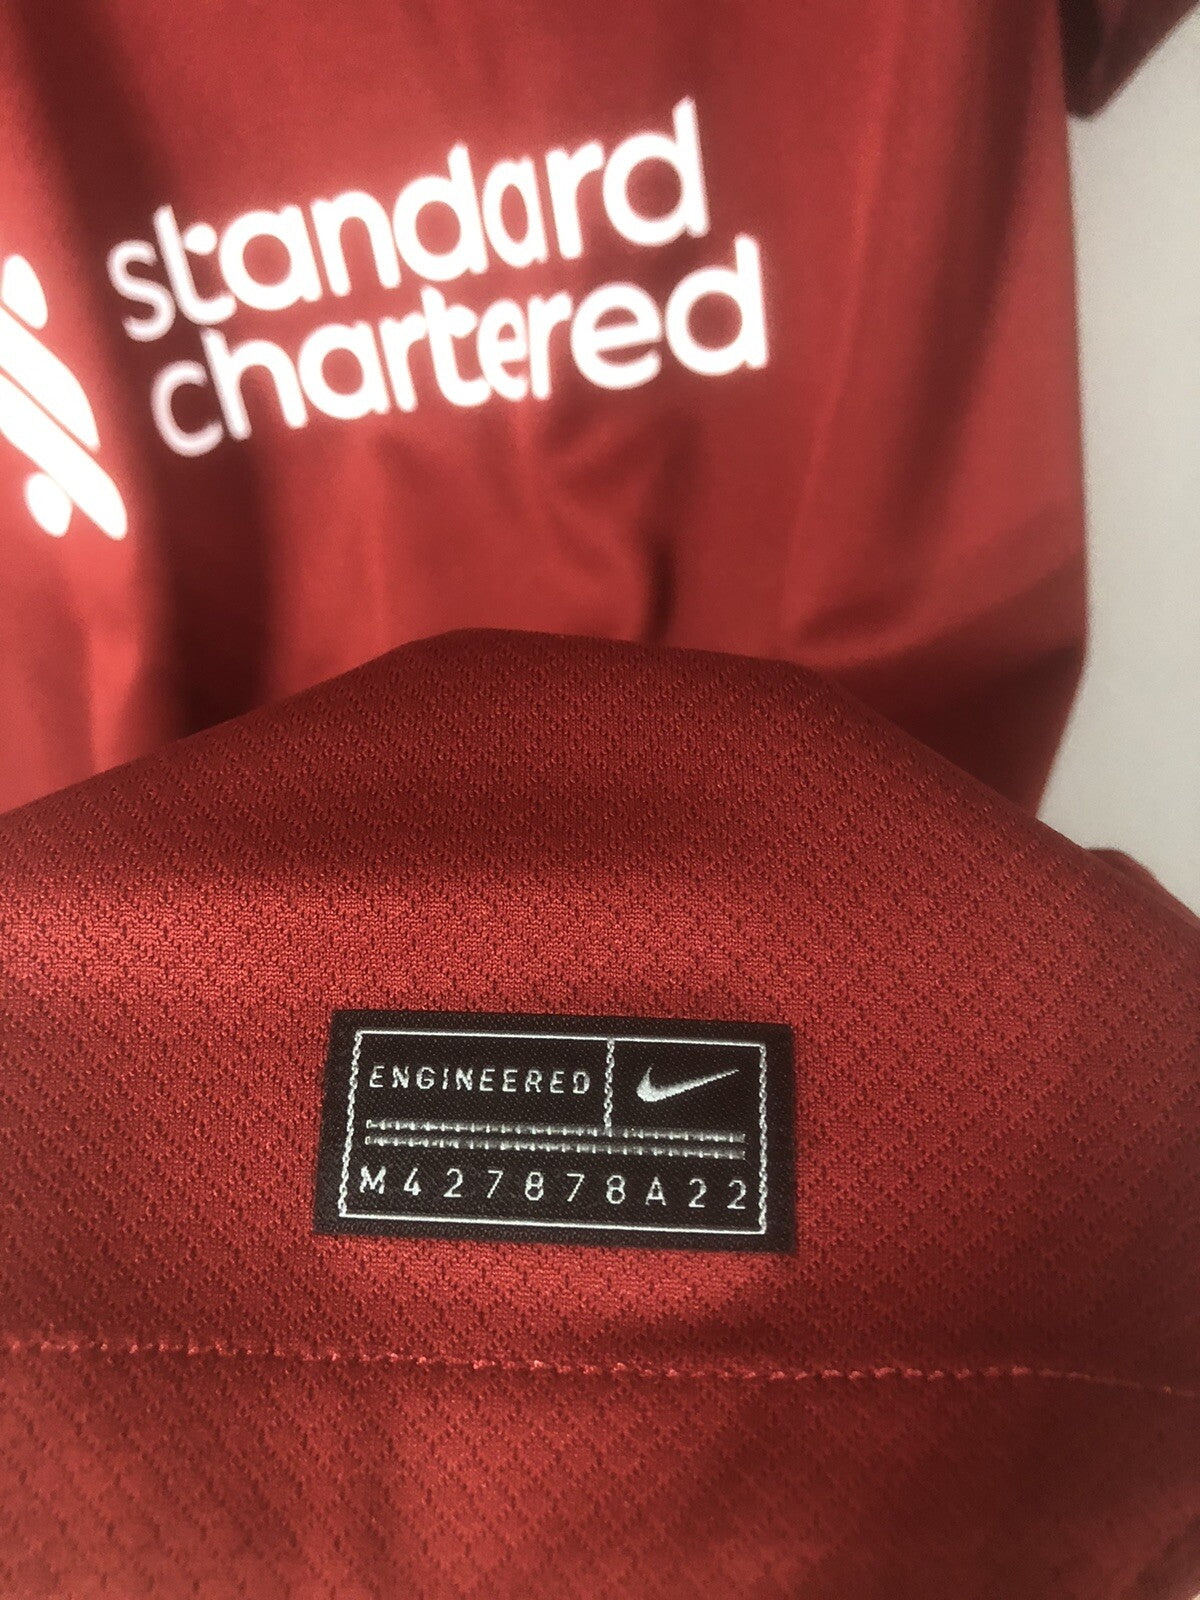 standard
chartered
ENGINEERED
M427878A22